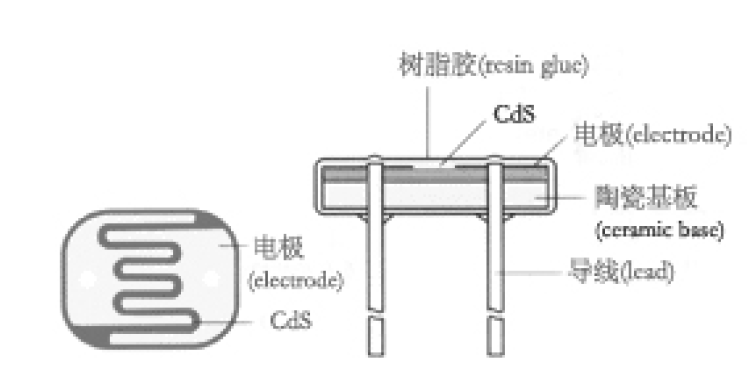 树脂胶(resin glue)
CdS
电极(electrode)
陶瓷基板
(ceramic base)
导线(lead)
电极
(electrode)
CdS